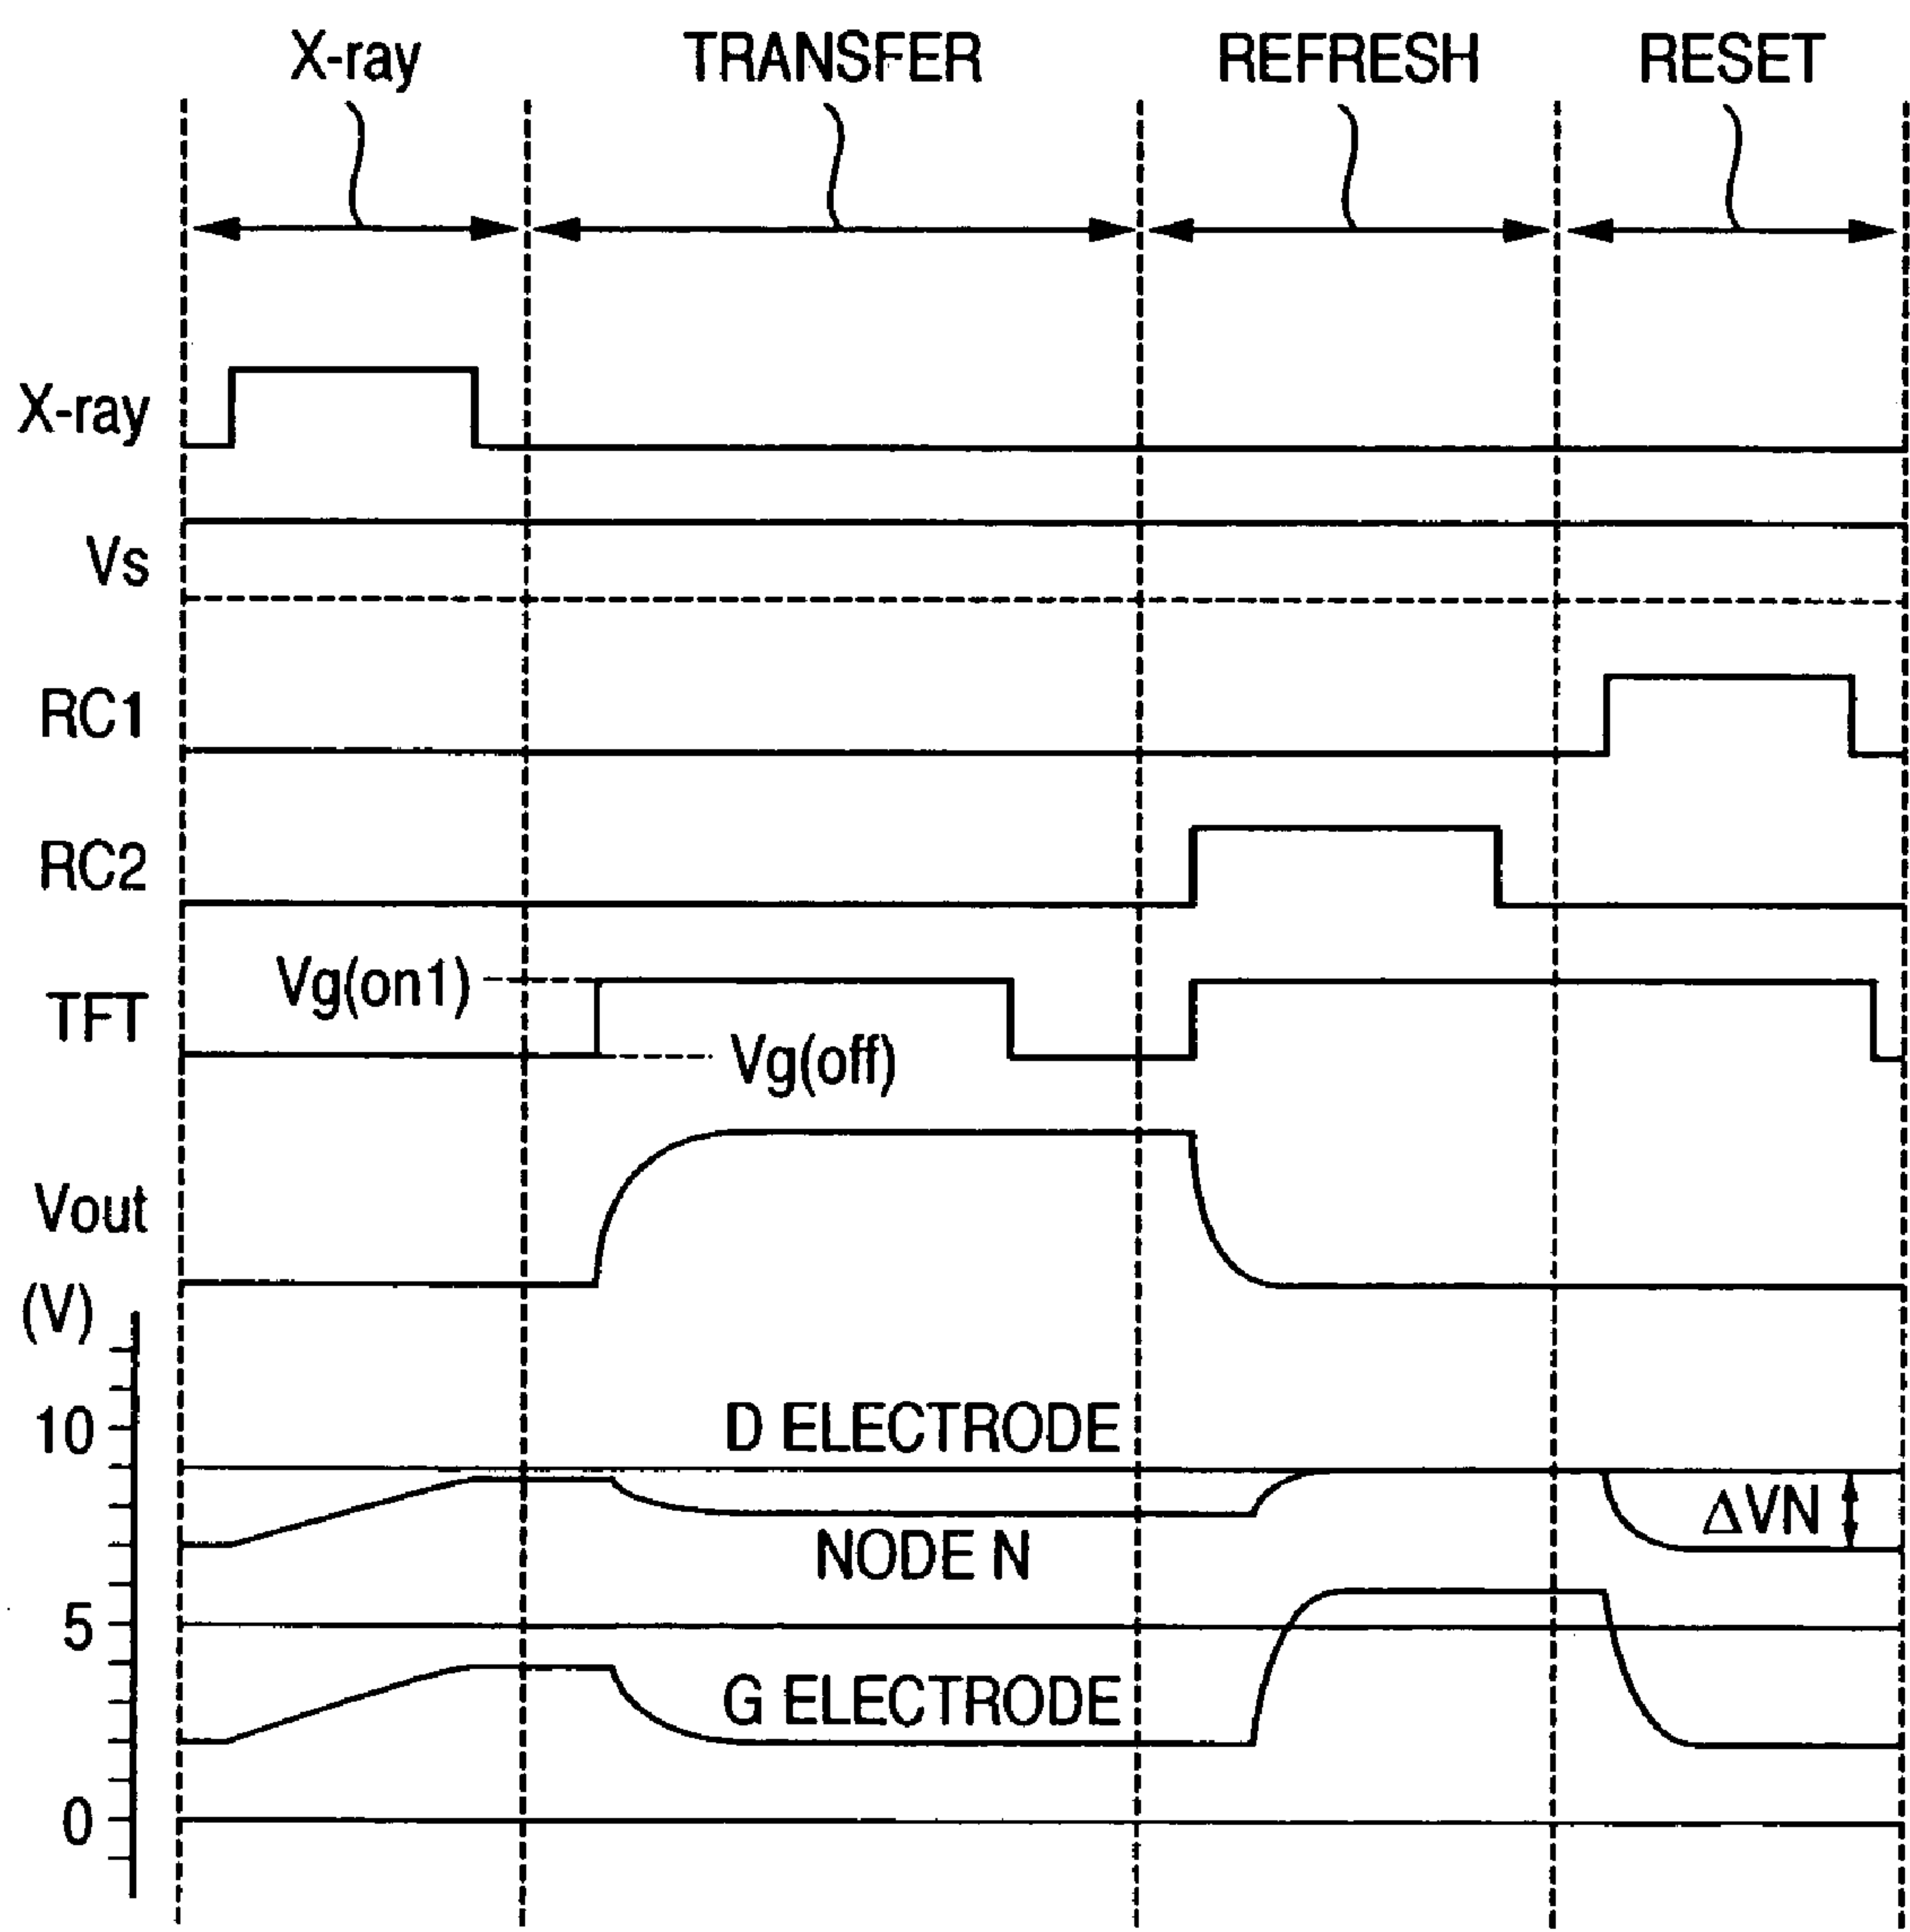 X-ray TRANSFER REFRESH RESET
X-ray
Vs
RC1
RC2
Vg(on1)
TFT
Vg(off)
Vout
(V)
10
D ELECTRODE
ΔVN
NODE N
5
G ELECTRODE
0